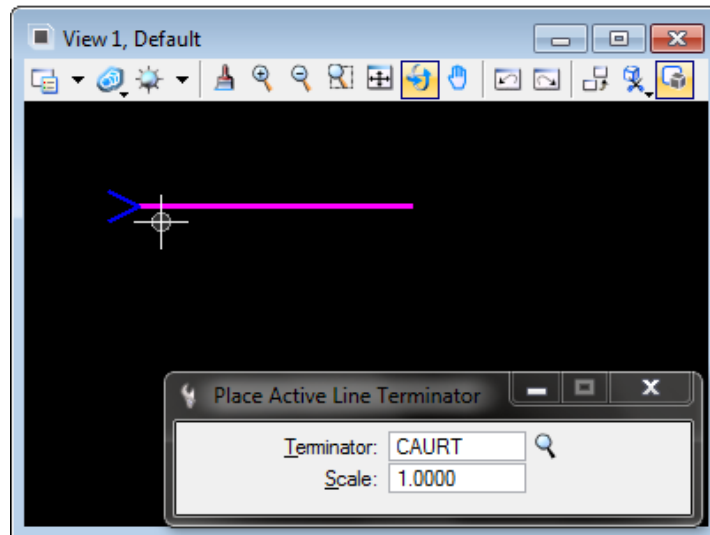 View 1, Default
Place Active Line Terminator
Terminator: CAURT
Scale: 1.0000